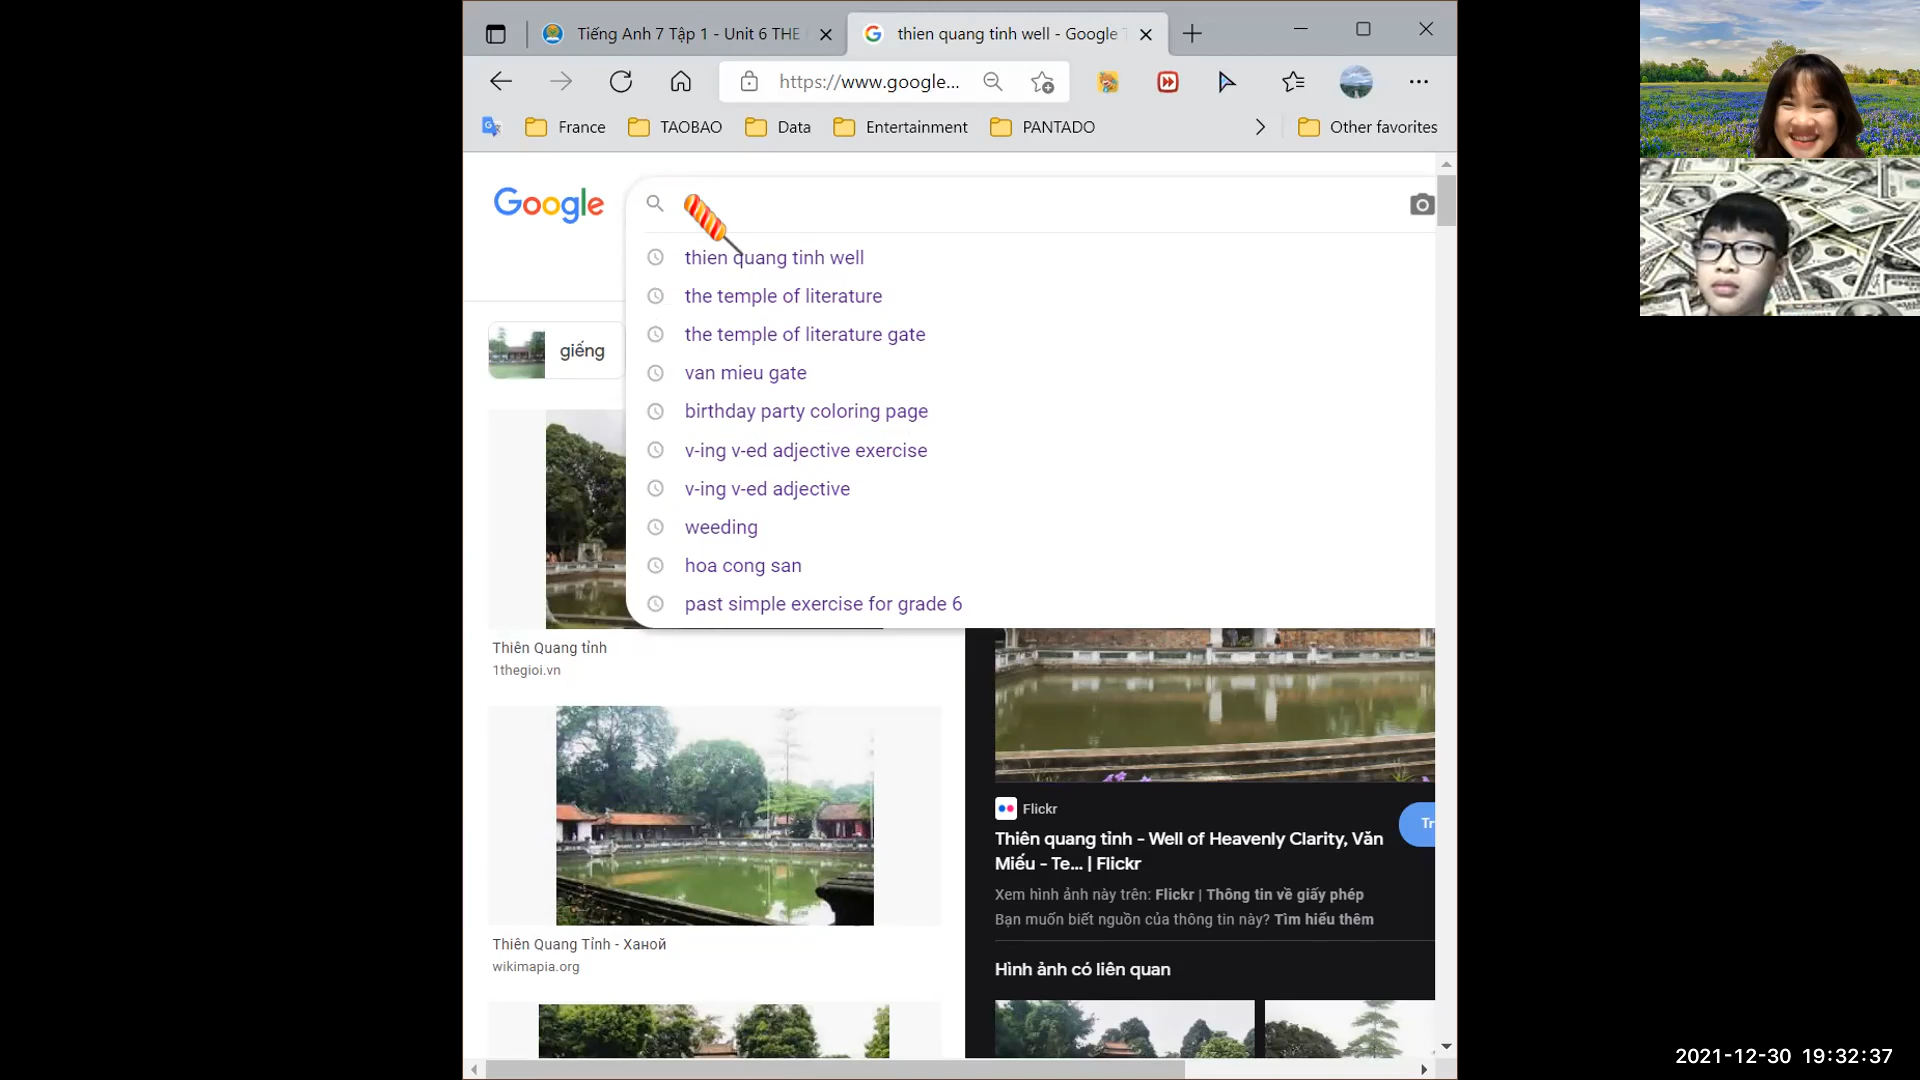 Tiếng Anh 7 Tập 1 - Unit 6 THE
thien quang tinh well - Google
https://www.google...
France
TAOBAO
Data
Entertainment
PANTADO
Other favorites
Google
thien quang tinh well
the temple of literature
the temple of literature gate
van mieu gate
birthday party coloring page
v-ing v-ed adjective exercise
v-ing v-ed adjective
weeding
hoa cong san
past simple exercise for grade 6
giếng
Thiên Quang tỉnh
1thegioi.vn
Thiên Quang Tỉnh - Ханой
wikimapia.org
Flickr
Thiên quang tỉnh - Well of Heavenly Clarity, Văn
Miếu - Te... | Flickr
Tr
Xem hình ảnh này trên: Flickr | Thông tin về giấy phép
Bạn muốn biết nguồn của thông tin này? Tìm hiểu thêm
Hình ảnh có liên quan
2021-12-30 19:32:37